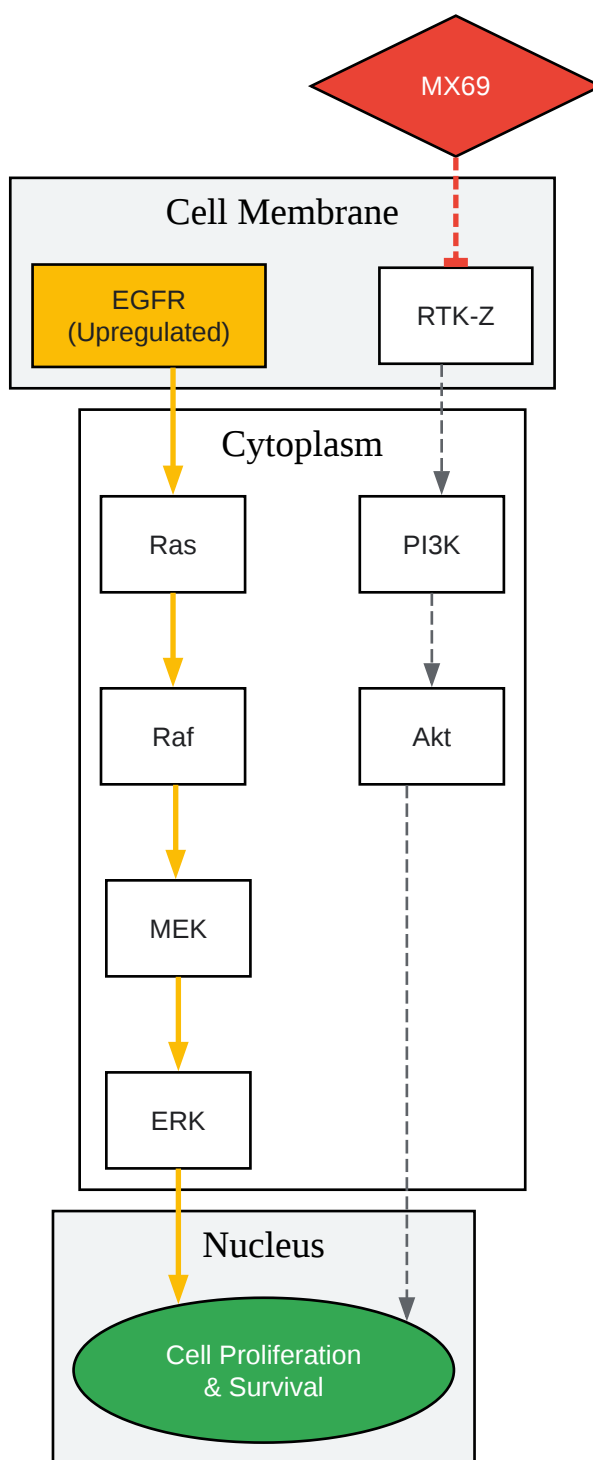 MX69
Cell Membrane
EGFR
(Upregulated)
RTK-Z
Cytoplasm
Ras
PI3K
Raf
Akt
MEK
ERK
Nucleus
Cell Proliferation
& Survival